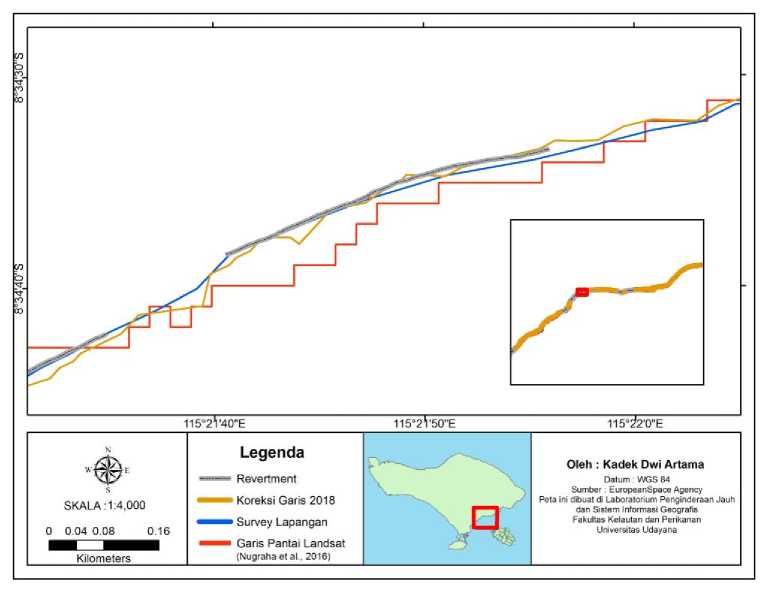 8°34'30"S
8°34'40"S
115°21'40"E
115°21'50"E
115°22'0"E
N
W
E
S
SKALA : 1:4,000
0 0.04 0.08 0.16
Kilometers
Legenda
Revertment
Koreksi Garis 2018
Survey Lapangan
Garis Pantai Landsat
(Nugraha et al., 2016)
Oleh : Kadek Dwi Artama
Datum : WGS 84
Sumber : EuropeanSpace Agency
Peta ini dibuat di Laboratorium Penginderaan Jauh
dan Sistem Informasi Geografis
Fakultas Kelautan dan Perikanan
Universitas Udayana